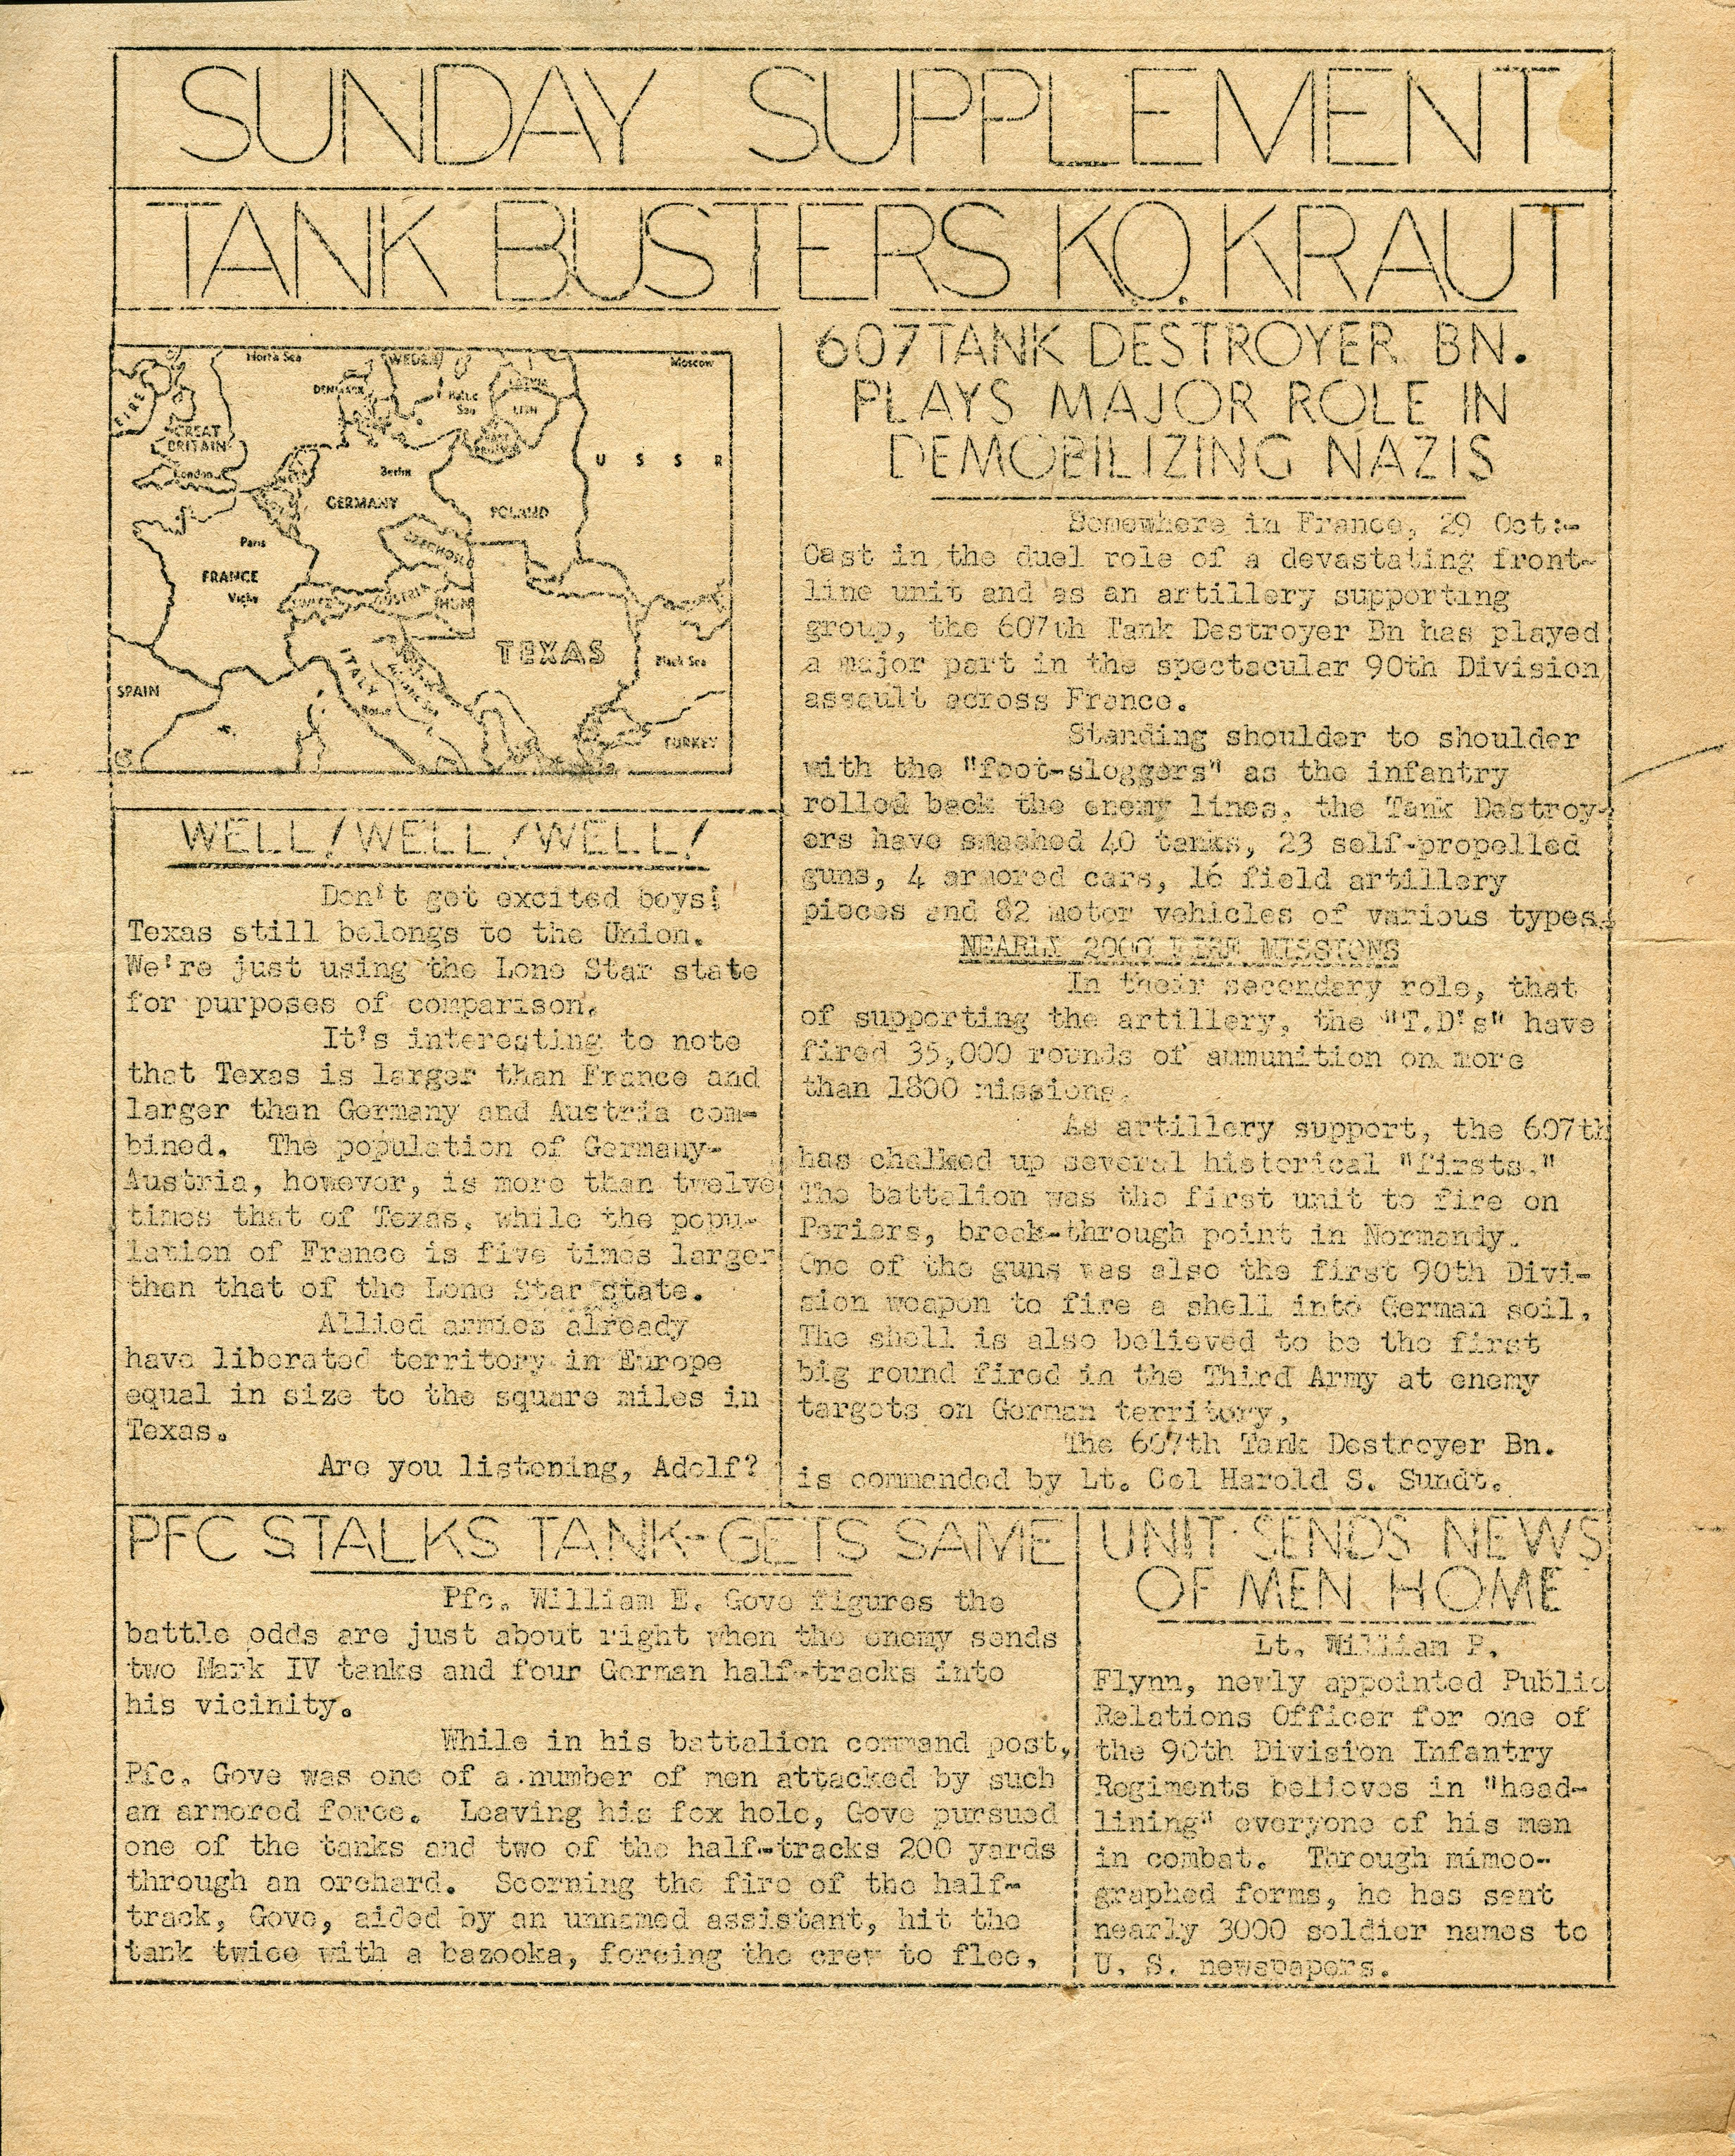 SUNDAY SUPPLEMENT
TANK BUSTERS K.O. KRAUT
North Sea
SWEDEN
Moscow
EIRE
DENMARK
Baltic
Sea
LATVIA
LITH
GREAT
BRITAIN
London
Berlin
U S S R
GERMANY
POLAND
Paris
CZECHOSL
FRANCE
Vichy
SWITZ
AUSTRIA
HUN
TEXAS
ITALY
Black Sea
SPAIN
Rome
TURKEY
WELL! WELL! WELL!
Don't get excited boys!
Texas still belongs to the Union.
We're just using the Lone Star state
for purposes of comparison.
It's interesting to note
that Texas is larger than France and
larger than Germany and Austria com-
bined. The population of Germany-
Austria, however, is more than twelve
times that of Texas, while the popu-
lation of France is five times larger
than that of the Lone Star state.
Allied armies already
have liberated territory in Europe
equal in size to the square miles in
Texas.
Are you listening, Adolf?
607 TANK DESTROYER BN.
PLAYS MAJOR ROLE IN
DEMOBILIZING NAZIS
Somewhere in France, 29 Oct:-
Cast in the duel role of a devastating front-
line unit and as an artillery supporting
group, the 607th Tank Destroyer Bn has played
a major part in the spectacular 90th Division
assault across France.
Standing shoulder to shoulder
with the "foot-sloggers" as the infantry
rolled back the enemy lines, the Tank Destroy-
ers have smashed 40 tanks, 23 self-propelled
guns, 4 armored cars, 16 field artillery
pieces and 82 motor vehicles of various types.
NEARLY 2000 FIRE MISSIONS
In their secondary role, that
of supporting the artillery, the "T.D's" have
fired 35,000 rounds of ammunition on more
than 1800 missions.
As artillery support, the 607th
has chalked up several historical "firsts."
The battalion was the first unit to fire on
Periers, break-through point in Normandy.
One of the guns was also the first 90th Divi-
sion weapon to fire a shell into German soil.
The shell is also believed to be the first
big round fired in the Third Army at enemy
targets on German territory.
The 607th Tank Destroyer Bn.
is commanded by Lt. Col Harold S. Sundt.
PFC STALKS TANK-GETS SAME
Pfc. William E. Gove figures the
battle odds are just about right when the enemy sends
two Mark IV tanks and four German half-tracks into
his vicinity.
While in his battalion command post,
Pfc. Gove was one of a number of men attacked by such
an armored force. Leaving his fox hole, Gove pursued
one of the tanks and two of the half-tracks 200 yards
through an orchard. Scorning the fire of the half-
track, Gove, aided by an unnamed assistant, hit the
tank twice with a bazooka, forcing the crew to flee.
UNIT SENDS NEWS
OF MEN HOME
Lt. William P.
Flynn, newly appointed Public
Relations Officer for one of
the 90th Division Infantry
Regiments believes in "head-
lining" everyone of his men
in combat. Through mimeo-
graphed forms, he has sent
nearly 3000 soldier names to
U. S. newspapers.